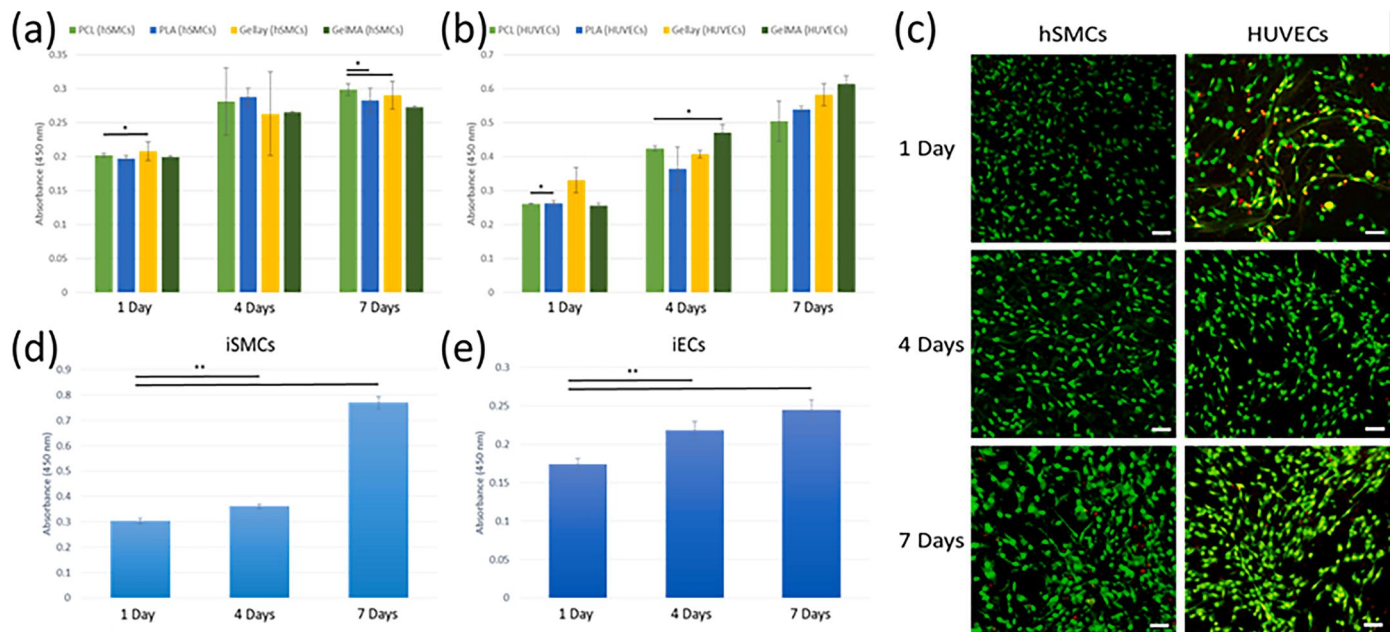 (a)
PCL (hSMCs) PLA (hSMCs) Gellay (hSMCs) GelMA (hSMCs)
Absorbance (450 nm)
0.35
0.3
0.25
0.2
0.15
0.1
0.05
0
*
*
1 Day 4 Days 7 Days
(b)
PCL (HUVECs) PLA (HUVECs) Gellay (HUVECs) GelMA (HUVECs)
Absorbance (450 nm)
0.7
0.6
0.5
0.4
0.3
0.2
0.1
0
*
*
1 Day 4 Days 7 Days
(c)
hSMCs HUVECs
1 Day
4 Days
7 Days
(d)
iSMCs
Absorbance (450 nm)
0.9
0.8
0.7
0.6
0.5
0.4
0.3
0.2
0.1
0
**
1 Day 4 Days 7 Days
(e)
iECs
Absorbance (450 nm)
0.3
0.25
0.2
0.15
0.1
0.05
0
**
1 Day 4 Days 7 Days